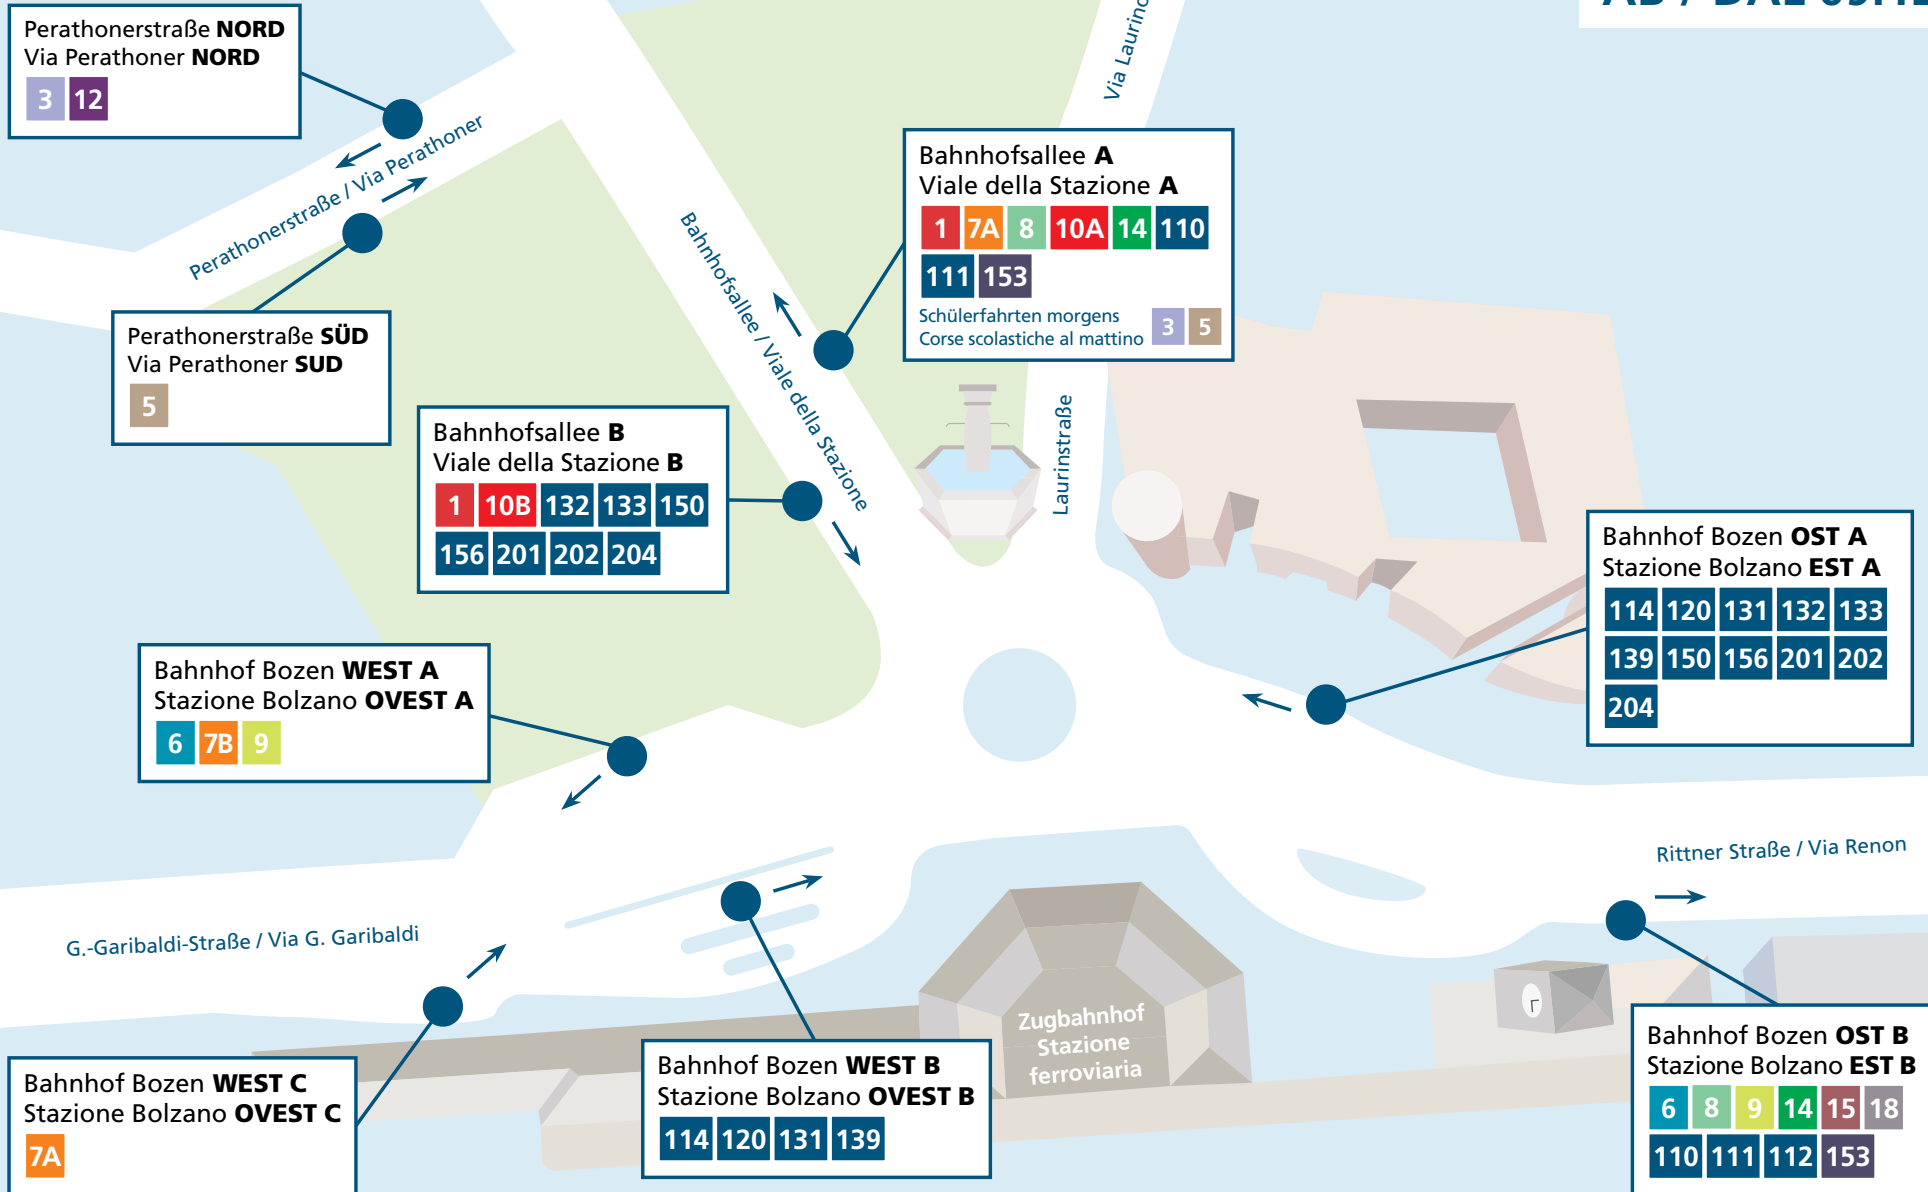 Perathonerstraße NORD
Via Perathoner NORD
3 12
Perathonerstraße / Via Perathoner
Perathonerstraße SÜD
Via Perathoner SUD
5
Via Laurino
Bahnhofsallee A
Viale della Stazione A
1 7A 8 10A 14 110
111 153
Schülerfahrten morgens
Corse scolastiche al mattino
3 5
Bahnhofsallee / Viale della Stazione
Laurinstraße
Bahnhofsallee B
Viale della Stazione B
1 10B 132 133 150
156 201 202 204
Bahnhof Bozen OST A
Stazione Bolzano EST A
114 120 131 132 133
139 150 156 201 202
204
Bahnhof Bozen WEST A
Stazione Bolzano OVEST A
6 7B 9
Rittner Straße / Via Renon
G.-Garibaldi-Straße / Via G. Garibaldi
Zugbahnhof
Stazione
ferroviaria
Bahnhof Bozen WEST C
Stazione Bolzano OVEST C
7A
Bahnhof Bozen WEST B
Stazione Bolzano OVEST B
114 120 131 139
Bahnhof Bozen OST B
Stazione Bolzano EST B
6 8 9 14 15 18
110 111 112 153